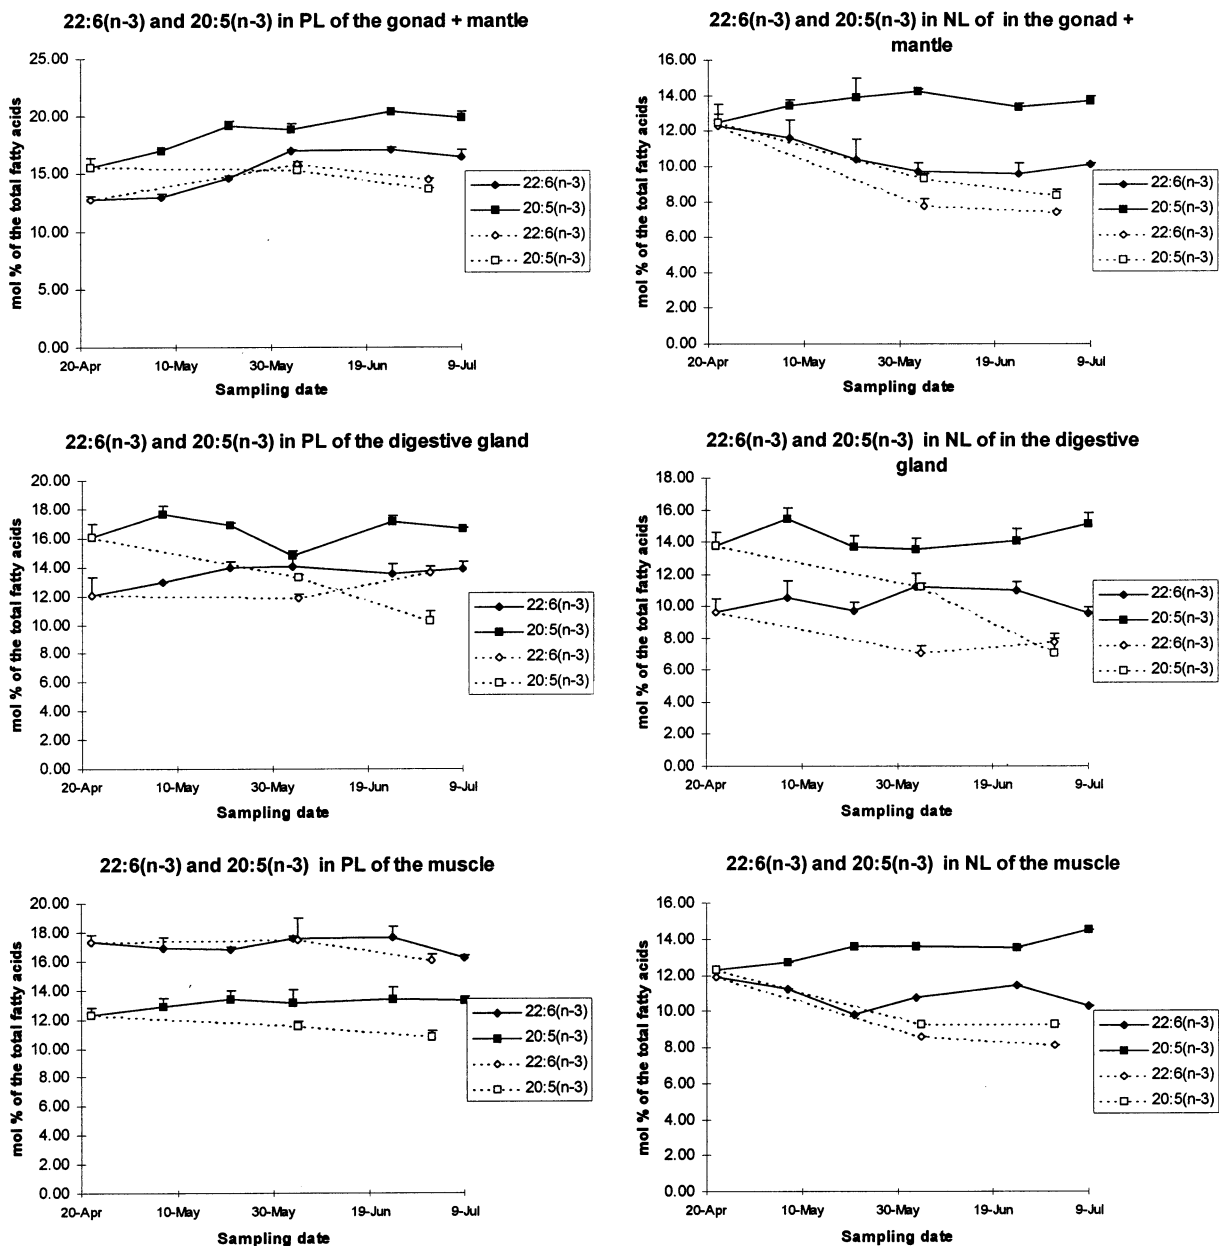 22:6(n-3) and 20:5(n-3) in PL of the gonad + mantle
mol % of the total fatty acids
25.00
20.00
15.00
10.00
5.00
0.00
20-Apr 10-May 30-May 19-Jun 9-Jul
Sampling date
22:6(n-3)
20:5(n-3)
22:6(n-3)
20:5(n-3)
22:6(n-3) and 20:5(n-3) in NL of in the gonad +
mantle
mol % of the total fatty acids
16.00
14.00
12.00
10.00
8.00
6.00
4.00
2.00
0.00
20-Apr 10-May 30-May 19-Jun 9-Jul
Sampling date
22:6(n-3)
20:5(n-3)
22:6(n-3)
20:5(n-3)
22:6(n-3) and 20:5(n-3) in PL of the digestive gland
mol % of the total fatty acids
20.00
18.00
16.00
14.00
12.00
10.00
8.00
6.00
4.00
2.00
0.00
20-Apr 10-May 30-May 19-Jun 9-Jul
Sampling date
22:6(n-3)
20:5(n-3)
22:6(n-3)
20:5(n-3)
22:6(n-3) and 20:5(n-3) in NL of in the digestive
gland
mol % of the total fatty acids
18.00
16.00
14.00
12.00
10.00
8.00
6.00
4.00
2.00
0.00
20-Apr 10-May 30-May 19-Jun 9-Jul
Sampling date
22:6(n-3)
20:5(n-3)
22:6(n-3)
20:5(n-3)
22:6(n-3) and 20:5(n-3) in PL of the muscle
mol % of the total fatty acids
20.00
18.00
16.00
14.00
12.00
10.00
8.00
6.00
4.00
2.00
0.00
20-Apr 10-May 30-May 19-Jun 9-Jul
Sampling date
22:6(n-3)
20:5(n-3)
22:6(n-3)
20:5(n-3)
22:6(n-3) and 20:5(n-3) in NL of the muscle
mol % of the total fatty acids
16.00
14.00
12.00
10.00
8.00
6.00
4.00
2.00
0.00
20-Apr 10-May 30-May 19-Jun 9-Jul
Sampling date
22:6(n-3)
20:5(n-3)
22:6(n-3)
20:5(n-3)